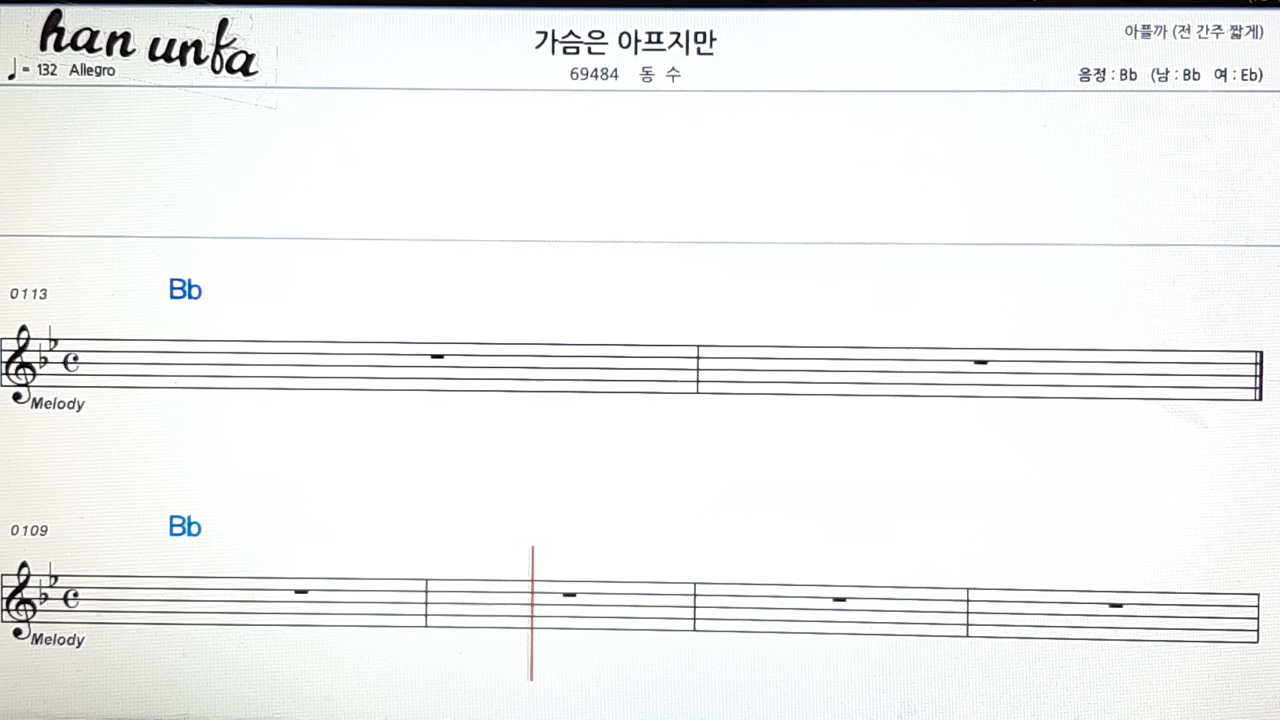 han unfa
♩= 132 Allegro
가슴은 아프지만
69484 동 수
아플까 (전 간주 짧게)
음정 : Bb (남 : Bb 여 : Eb)
0113 Bb
Melody
0109 Bb
Melody